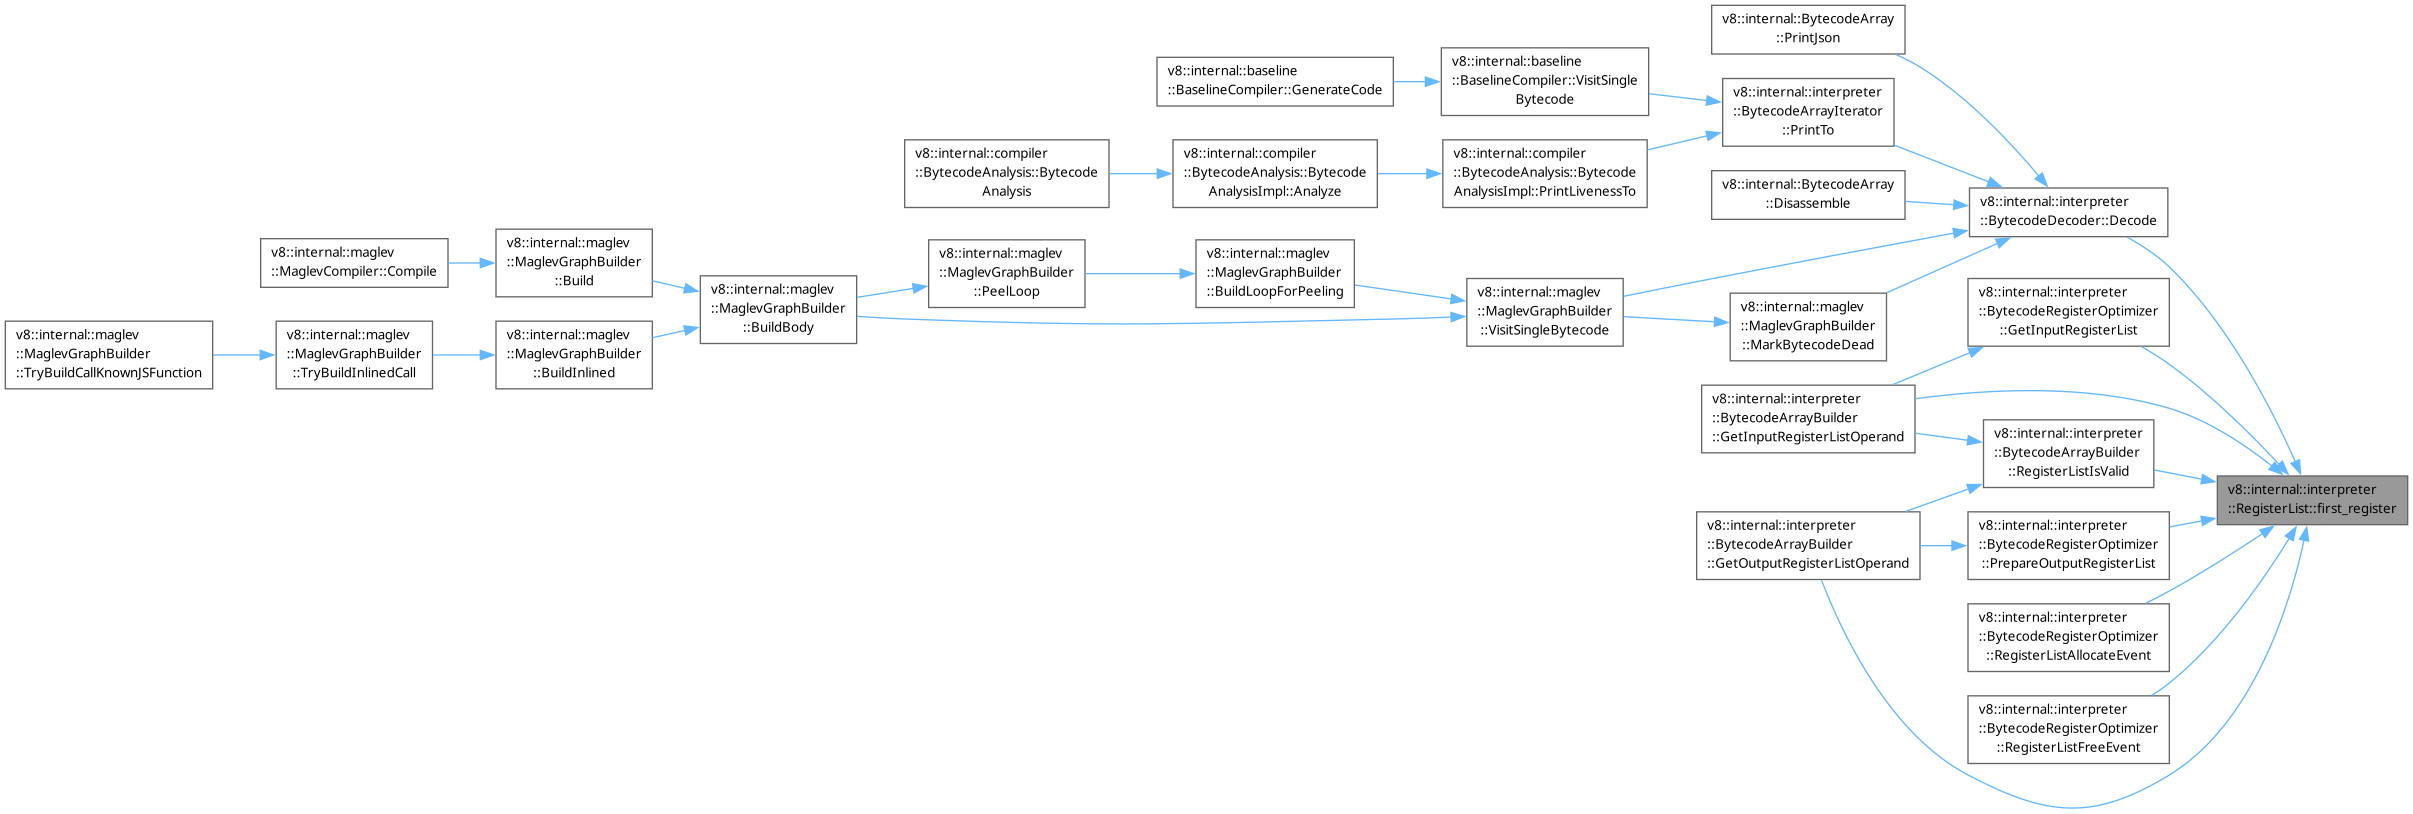 v8::internal::BytecodeArray
::PrintJson
v8::internal::baseline
::BaselineCompiler::VisitSingle
Bytecode
v8::internal::baseline
::BaselineCompiler::GenerateCode
v8::internal::interpreter
::BytecodeArrayIterator
::PrintTo
v8::internal::compiler
::BytecodeAnalysis::Bytecode
Analysis
v8::internal::compiler
::BytecodeAnalysis::Bytecode
AnalysisImpl::Analyze
v8::internal::compiler
::BytecodeAnalysis::Bytecode
AnalysisImpl::PrintLivenessTo
v8::internal::BytecodeArray
::Disassemble
v8::internal::interpreter
::BytecodeDecoder::Decode
v8::internal::maglev
::MaglevCompiler::Compile
v8::internal::maglev
::MaglevGraphBuilder
::Build
v8::internal::maglev
::MaglevGraphBuilder
::PeelLoop
v8::internal::maglev
::MaglevGraphBuilder
::BuildLoopForPeeling
v8::internal::maglev
::MaglevGraphBuilder
::BuildBody
v8::internal::maglev
::MaglevGraphBuilder
::VisitSingleBytecode
v8::internal::maglev
::MaglevGraphBuilder
::MarkBytecodeDead
v8::internal::interpreter
::BytecodeRegisterOptimizer
::GetInputRegisterList
v8::internal::maglev
::MaglevGraphBuilder
::TryBuildCallKnownJSFunction
v8::internal::maglev
::MaglevGraphBuilder
::TryBuildInlinedCall
v8::internal::maglev
::MaglevGraphBuilder
::BuildInlined
v8::internal::interpreter
::BytecodeArrayBuilder
::GetInputRegisterListOperand
v8::internal::interpreter
::BytecodeArrayBuilder
::RegisterListIsValid
v8::internal::interpreter
::RegisterList::first_register
v8::internal::interpreter
::BytecodeArrayBuilder
::GetOutputRegisterListOperand
v8::internal::interpreter
::BytecodeRegisterOptimizer
::PrepareOutputRegisterList
v8::internal::interpreter
::BytecodeRegisterOptimizer
::RegisterListAllocateEvent
v8::internal::interpreter
::BytecodeRegisterOptimizer
::RegisterListFreeEvent